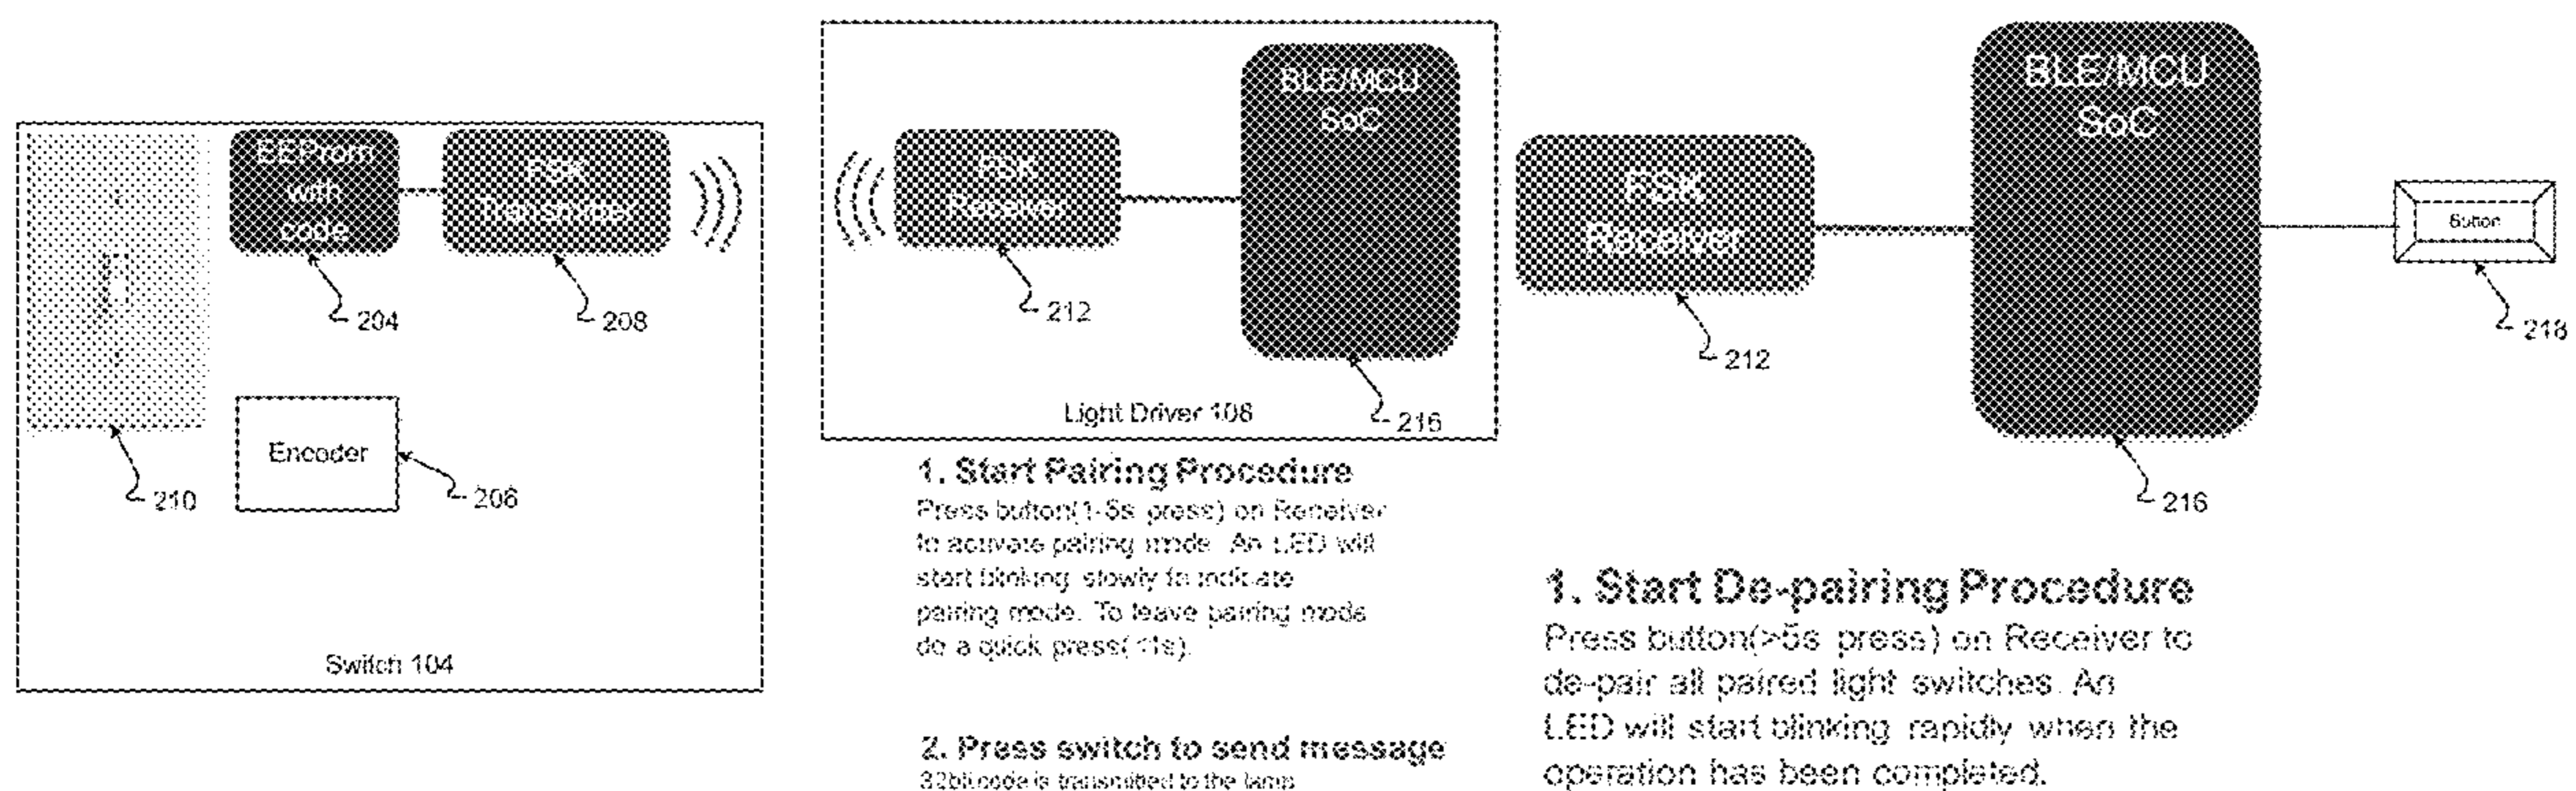 EEProm
with
code
FSK
Transmitter
204
208
210
Encoder
206
Switch 104
FSK
Receiver
212
BLE/MCU
SoC
216
Light Driver 108
1. Start Pairing Procedure
Press button(1-5s press) on Receiver
to activate pairing mode. An LED will
start blinking slowly to indicate
pairing mode. To leave pairing mode
do a quick press(<1s).
2. Press switch to send message
32bit code is transmitted to the lamp
FSK
Receiver
212
BLE/MCU
SoC
216
Button
218
1. Start De-pairing Procedure
Press button(>5s press) on Receiver to
de-pair all paired light switches. An
LED will start blinking rapidly when the
operation has been completed.